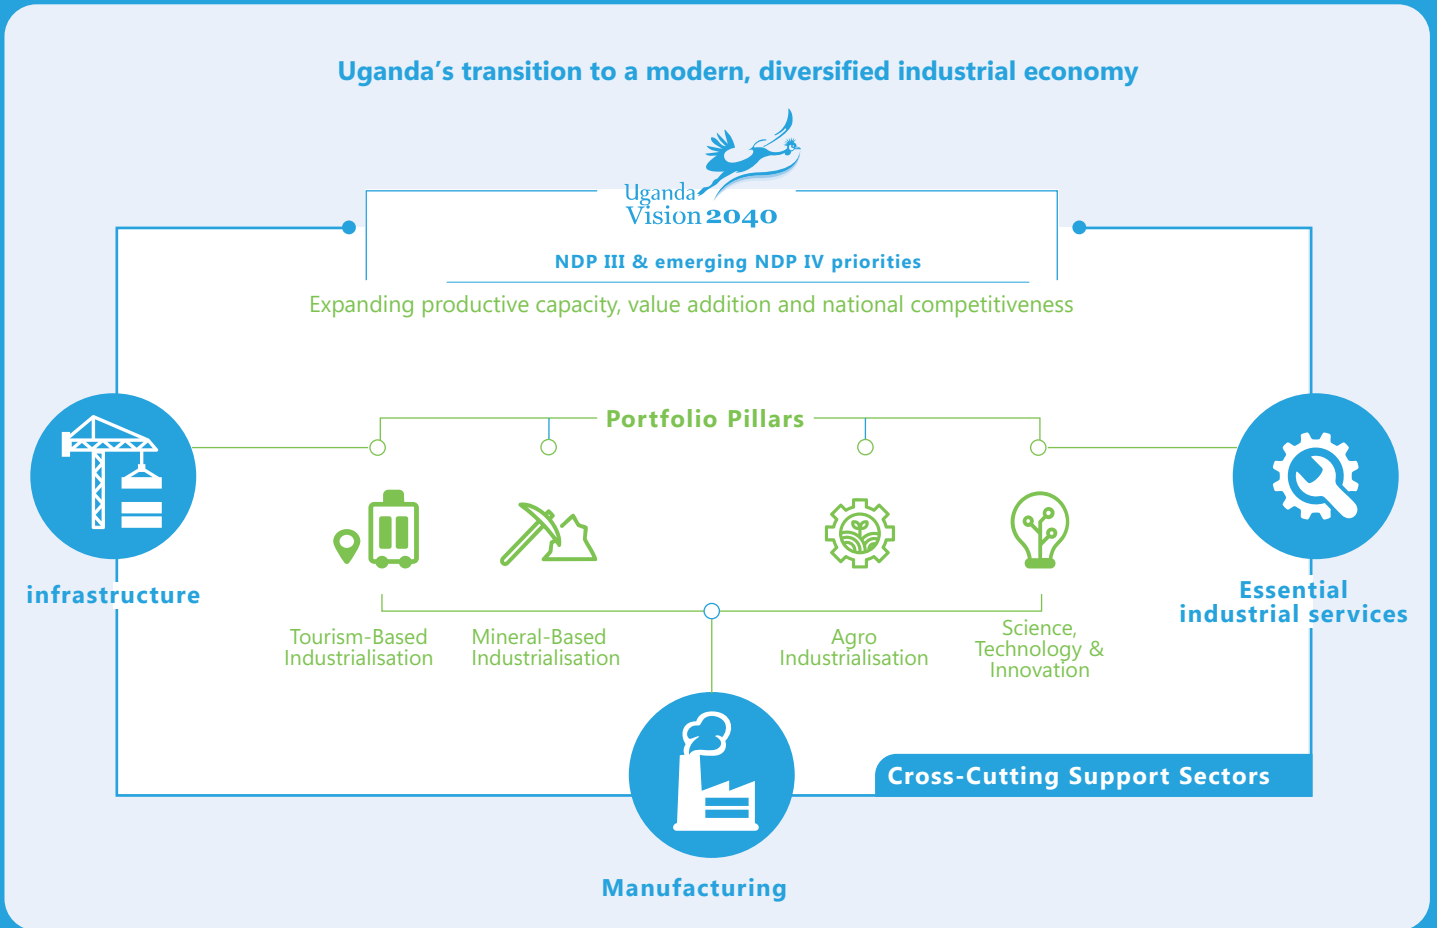 Uganda's transition to a modern, diversified industrial economy
Uganda
Vision 2040
NDP III & emerging NDP IV priorities
Expanding productive capacity, value addition and national competitiveness
Portfolio Pillars
infrastructure
Essential
industrial services
Tourism-Based
Industrialisation
Mineral-Based
Industrialisation
Agro
Industrialisation
Science,
Technology &
Innovation
Cross-Cutting Support Sectors
Manufacturing